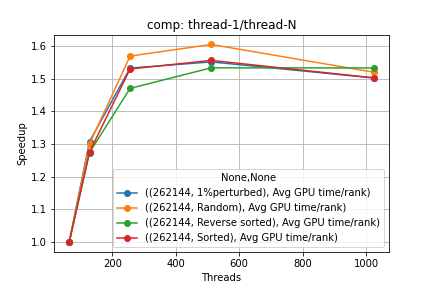 comp: thread-1/thread-N
1.6
1.5
1.4
1.3
1.2
1.1
1.0
Speedup
None,None
((262144, 1%perturbed), Avg GPU time/rank)
((262144, Random), Avg GPU time/rank)
((262144, Reverse sorted), Avg GPU time/rank)
((262144, Sorted), Avg GPU time/rank)
200 400 600 800 1000
Threads